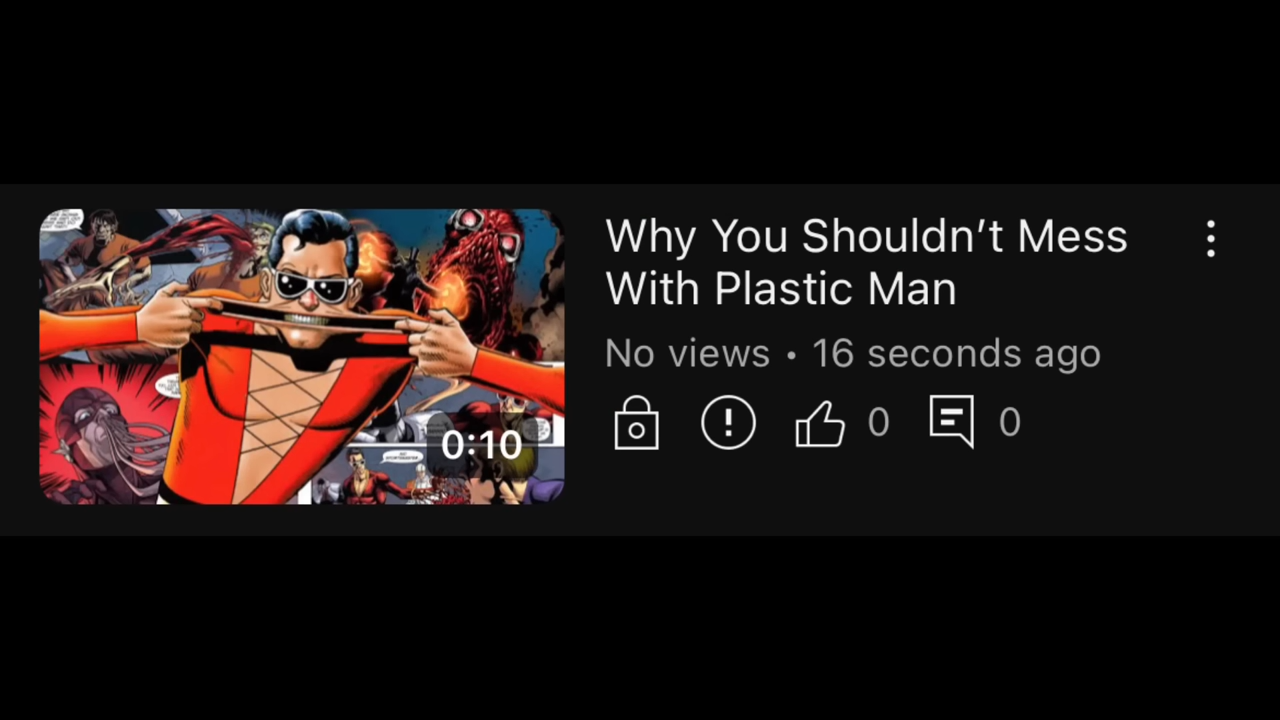 Why You Shouldn’t Mess
With Plastic Man
No views • 16 seconds ago
0 0
0:10